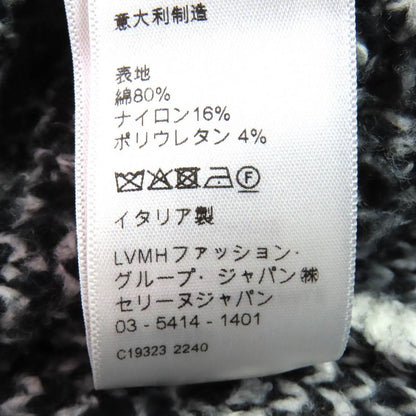 意大利制造
表地
綿80%
ナイロン16%
ポリウレタン 4%
F
イタリア製
LVMHファッション・
グループ・ジャパン㈱
セリーヌジャパン
03 - 5414 - 1401
C19323 2240